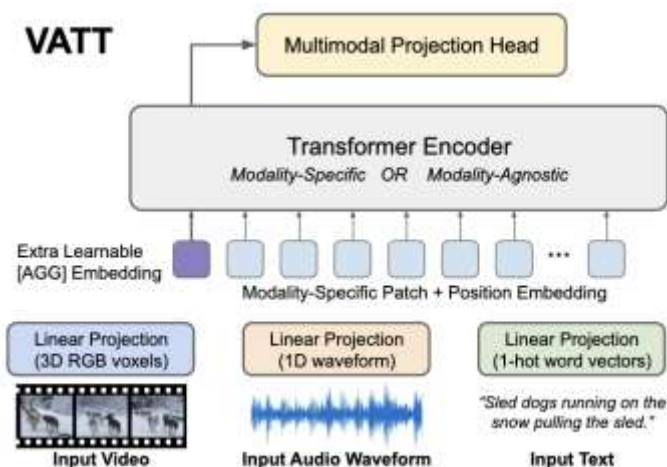 VATT
Multimodal Projection Head
Transformer Encoder
Modality-Specific OR Modality-Agnostic
Extra Learnable
[AGG] Embedding
...
Modality-Specific Patch + Position Embedding
Linear Projection
(3D RGB voxels)
Linear Projection
(1D waveform)
Linear Projection
(1-hot word vectors)
"Sled dogs running on the
snow pulling the sled."
Input Video
Input Audio Waveform
Input Text